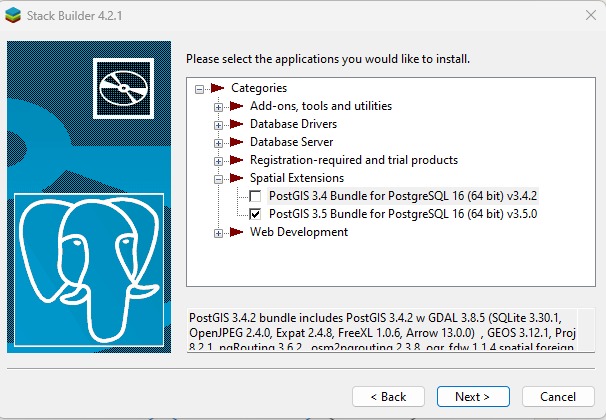 Stack Builder 4.2.1
Please select the applications you would like to install.
Categories
Add-ons, tools and utilities
Database Drivers
Database Server
Registration-required and trial products
Spatial Extensions
PostGIS 3.4 Bundle for PostgreSQL 16 (64 bit) v3.4.2
PostGIS 3.5 Bundle for PostgreSQL 16 (64 bit) v3.5.0
Web Development
PostGIS 3.4.2 bundle includes PostGIS 3.4.2 w GDAL 3.8.5 (SQLite 3.30.1,
OpenJPEG 2.4.0, Expat 2.4.8, FreeXL 1.0.6, Arrow 13.0.0) , GEOS 3.12.1, Proj
8.2.1, pgRouting 3.6.2, osm2pgrouting 2.3.8, ogr_fdw 1.1.4 spatial foreign
< Back
Next >
Cancel